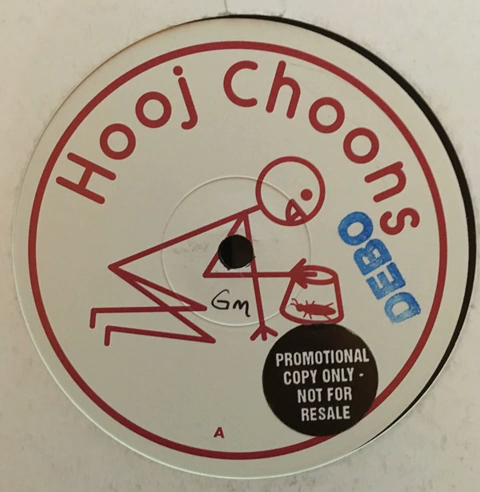 Hooj Choons
DEBO
Gm
PROMOTIONAL
COPY ONLY -
NOT FOR
RESALE
A